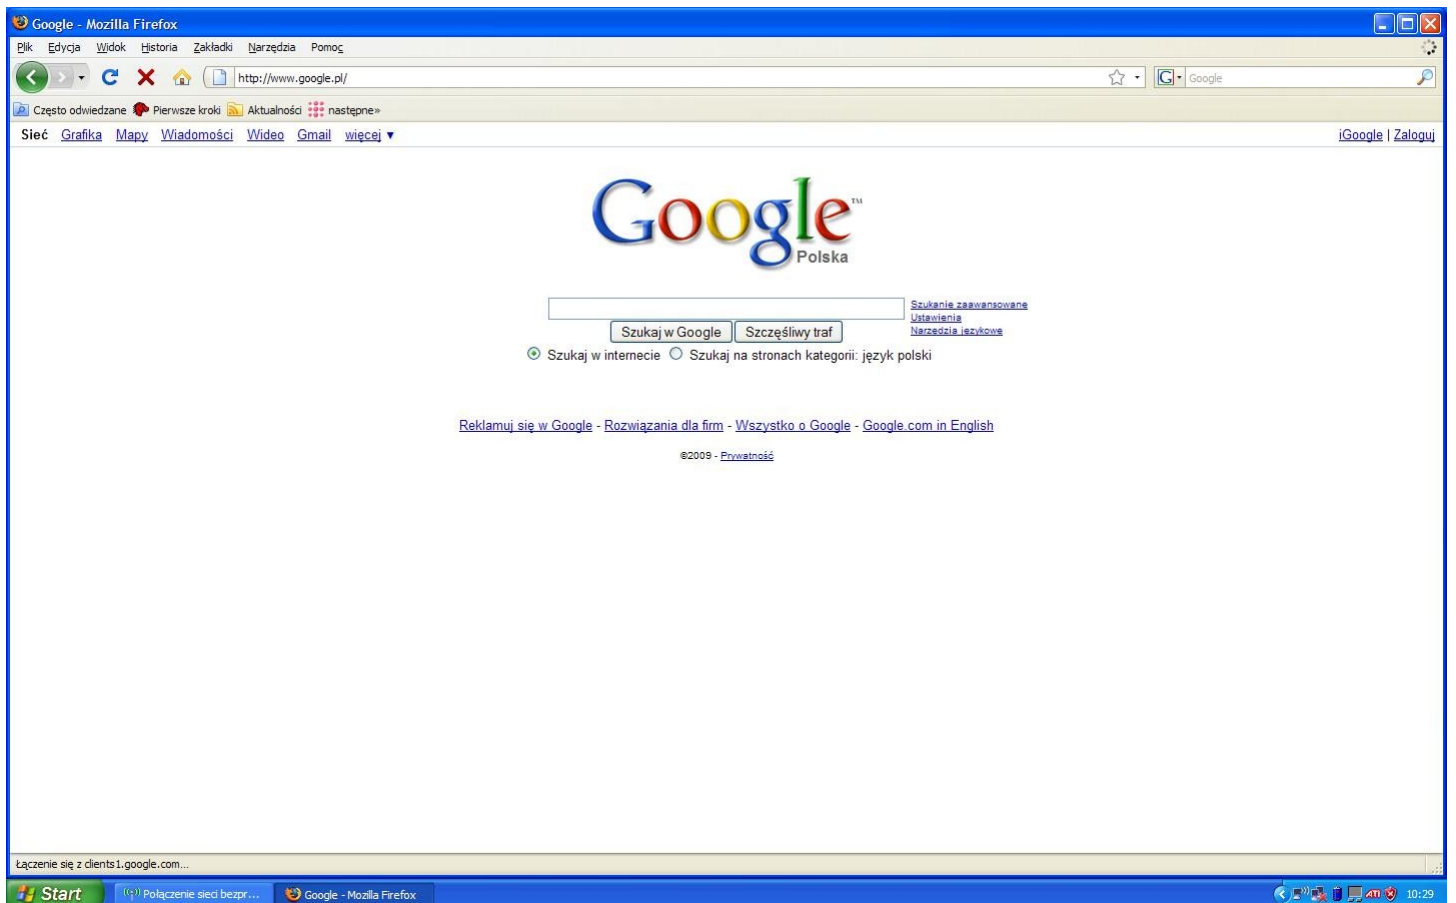 Google - Mozilla Firefox
Plik Edycja Widok Historia Zakładki Narzędzia Pomoc
http://www.google.pl/ G Google
Często odwiedzane Pierwsze kroki Aktualności następne»
Sieć Grafika Mapy Wiadomości Wideo Gmail więcej ▼ iGoogle | Zaloguj
Google™
Polska
Szukanie zaawansowane
Ustawienia
Narzędzia językowe
Szukaj w Google Szczęśliwy traf
Szukaj w internecie Szukaj na stronach kategorii: język polski
Reklamuj się w Google - Rozwiązania dla firm - Wszystko o Google - Google.com in English
©2009 - Prywatność
Łączenie się z clients1.google.com...
Start Połączenie sieci bezpr... Google - Mozilla Firefox ATI 10:29